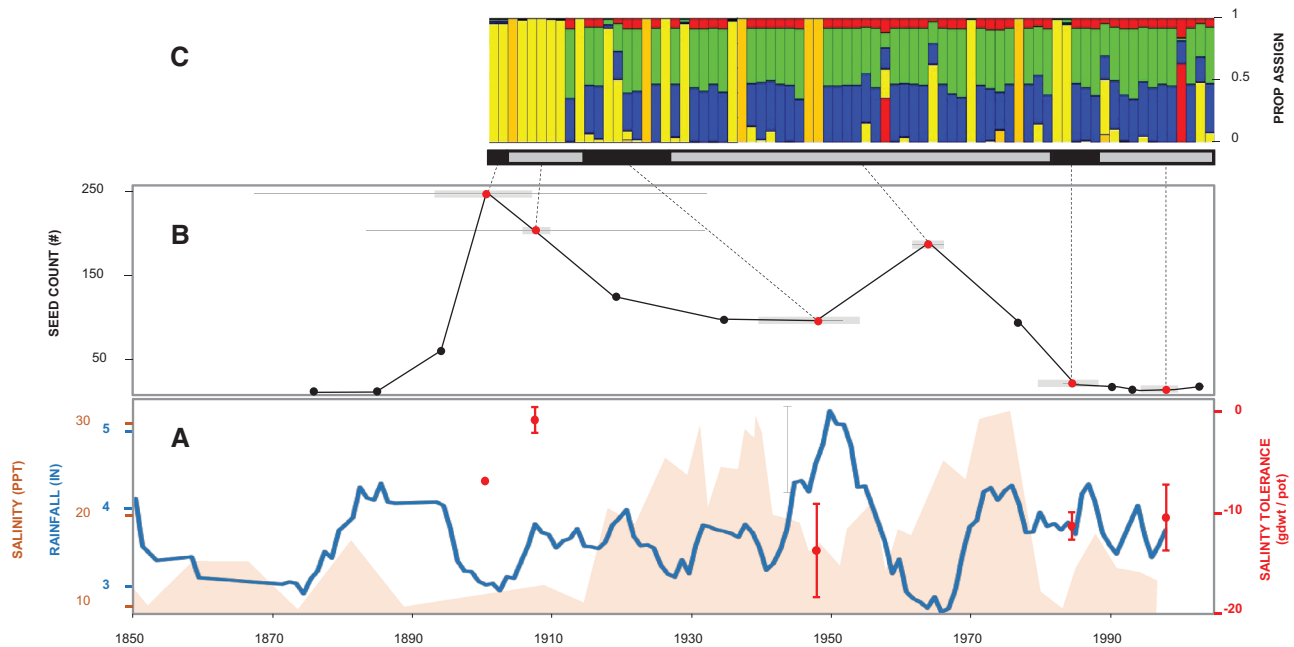 C
1
0.5
0
PROP ASSIGN
B
250
150
50
SEED COUNT (#)
A
30
20
10
SALINITY (PPT)
5
4
3
RAINFALL (IN)
0
-10
-20
SALINTY TOLERANCE
(gdwt / pot)
1850
1870
1890
1910
1930
1950
1970
1990